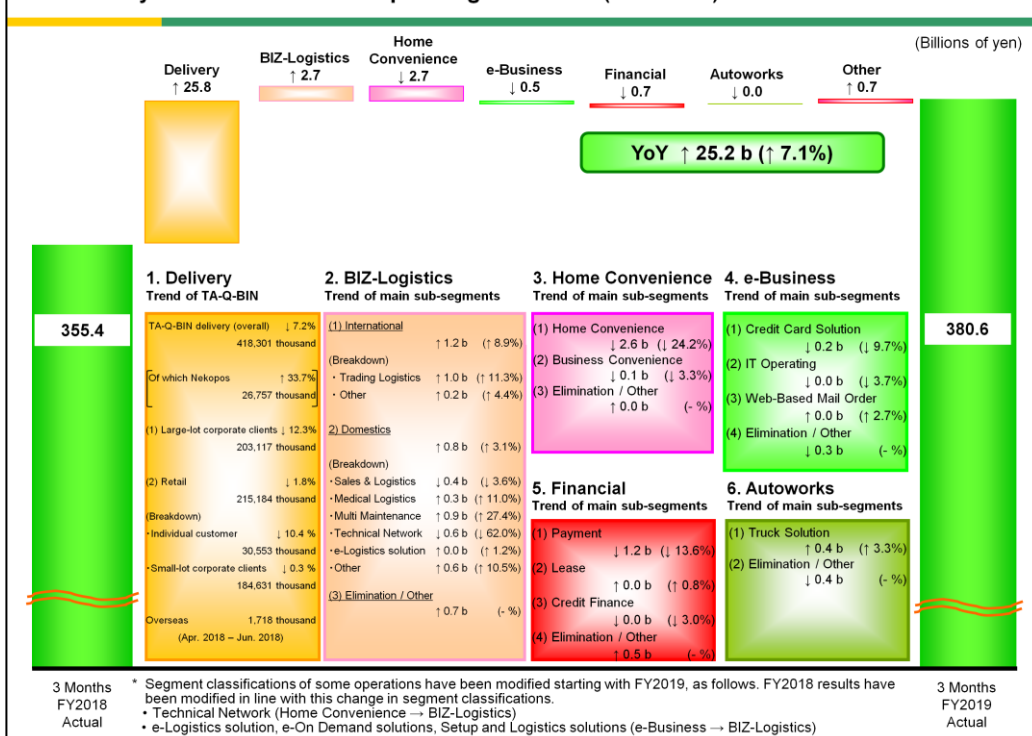 (Billions of yen)
Delivery
↑ 25.8
BIZ-Logistics
↑ 2.7
Home
Convenience
↓ 2.7
e-Business
↓ 0.5
Financial
↓ 0.7
Autoworks
↓ 0.0
Other
↑ 0.7
YoY ↑ 25.2 b (↑ 7.1%)
355.4
380.6
1. Delivery
Trend of TA-Q-BIN
TA-Q-BIN delivery (overall) ↓ 7.2%
418,301 thousand
Of which Nekopos ↑ 33.7%
26,757 thousand
(1) Large-lot corporate clients ↓ 12.3%
203,117 thousand
(2) Retail ↓ 1.8%
215,184 thousand
(Breakdown)
・Individual customer ↓ 10.4 %
30,553 thousand
・Small-lot corporate clients ↓ 0.3 %
184,631 thousand
Overseas 1,718 thousand
(Apr. 2018 – Jun. 2018)
2. BIZ-Logistics
Trend of main sub-segments
(1) International
↑ 1.2 b (↑ 8.9%)
(Breakdown)
・Trading Logistics ↑ 1.0 b (↑ 11.3%)
・Other ↑ 0.2 b (↑ 4.4%)
2) Domestics
↑ 0.8 b (↑ 3.1%)
(Breakdown)
・Sales & Logistics ↓ 0.4 b (↓ 3.6%)
・Medical Logistics ↑ 0.3 b (↑ 11.0%)
・Multi Maintenance ↑ 0.9 b (↑ 27.4%)
・Technical Network ↓ 0.6 b (↓ 62.0%)
・e-Logistics solution ↑ 0.0 b (↑ 1.2%)
・Other ↑ 0.6 b (↑ 10.5%)
(3) Elimination / Other
↑ 0.7 b (- %)
3. Home Convenience
Trend of main sub-segments
(1) Home Convenience
↓ 2.6 b (↓ 24.2%)
(2) Business Convenience
↓ 0.1 b (↓ 3.3%)
(3) Elimination / Other
↑ 0.0 b (- %)
4. e-Business
Trend of main sub-segments
(1) Credit Card Solution
↓ 0.2 b (↓ 9.7%)
(2) IT Operating
↓ 0.0 b (↓ 3.7%)
(3) Web-Based Mail Order
↑ 0.0 b (↑ 2.7%)
(4) Elimination / Other
↓ 0.3 b (- %)
5. Financial
Trend of main sub-segments
(1) Payment
↓ 1.2 b (↓ 13.6%)
(2) Lease
↑ 0.0 b (↑ 0.8%)
(3) Credit Finance
↓ 0.0 b (↓ 3.0%)
(4) Elimination / Other
↑ 0.5 b (- %)
6. Autoworks
Trend of main sub-segments
(1) Truck Solution
↑ 0.4 b (↑ 3.3%)
(2) Elimination / Other
↓ 0.4 b (- %)
3 Months
FY2018
Actual
3 Months
FY2019
Actual
* Segment classifications of some operations have been modified starting with FY2019, as follows. FY2018 results have
been modified in line with this change in segment classifications.
・Technical Network (Home Convenience → BIZ-Logistics)
・e-Logistics solution, e-On Demand solutions, Setup and Logistics solutions (e-Business → BIZ-Logistics)